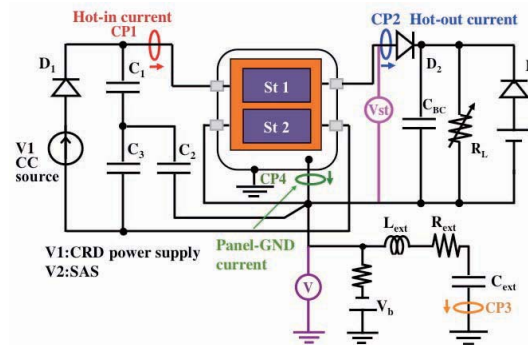 Hot-in current
CP1
CP2 Hot-out current
D1
C1
St 1
St 2
Vst
D2
CBC
RL
V1
CC
source
C3
C2
CP4
Panel-GND
current
V1:CRD power supply
V2:SAS
V
Vb
Lext
Rext
Cext
CP3